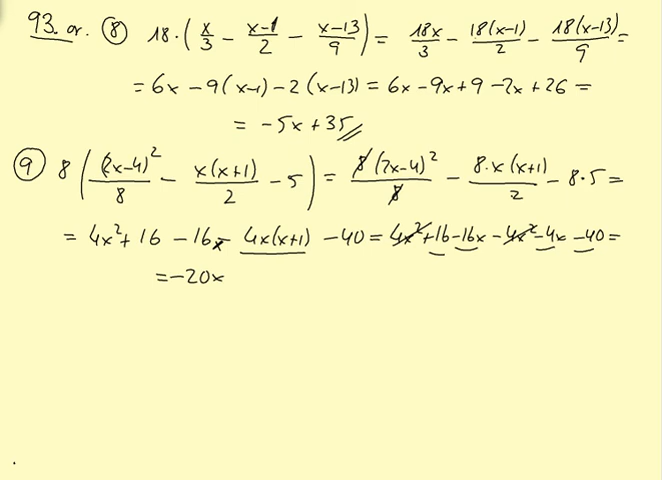 93. or. ⑧ 18·(x/3 - x-1/2 - x-13/9) = 18x/3 - 18(x-1)/2 - 18(x-13)/9 =
= 6x - 9(x-1) - 2(x-13) = 6x - 9x + 9 - 2x + 26 =
= -5x + 35//
⑨ 8((2x-4)²/8 - x(x+1)/2 - 5) = 8(2x-4)²/8 - 8·x(x+1)/2 - 8·5 =
= 4x² + 16 - 16x - 4x(x+1) - 40 = 4x² + 16 - 16x - 4x² - 4x - 40 =
= -20x